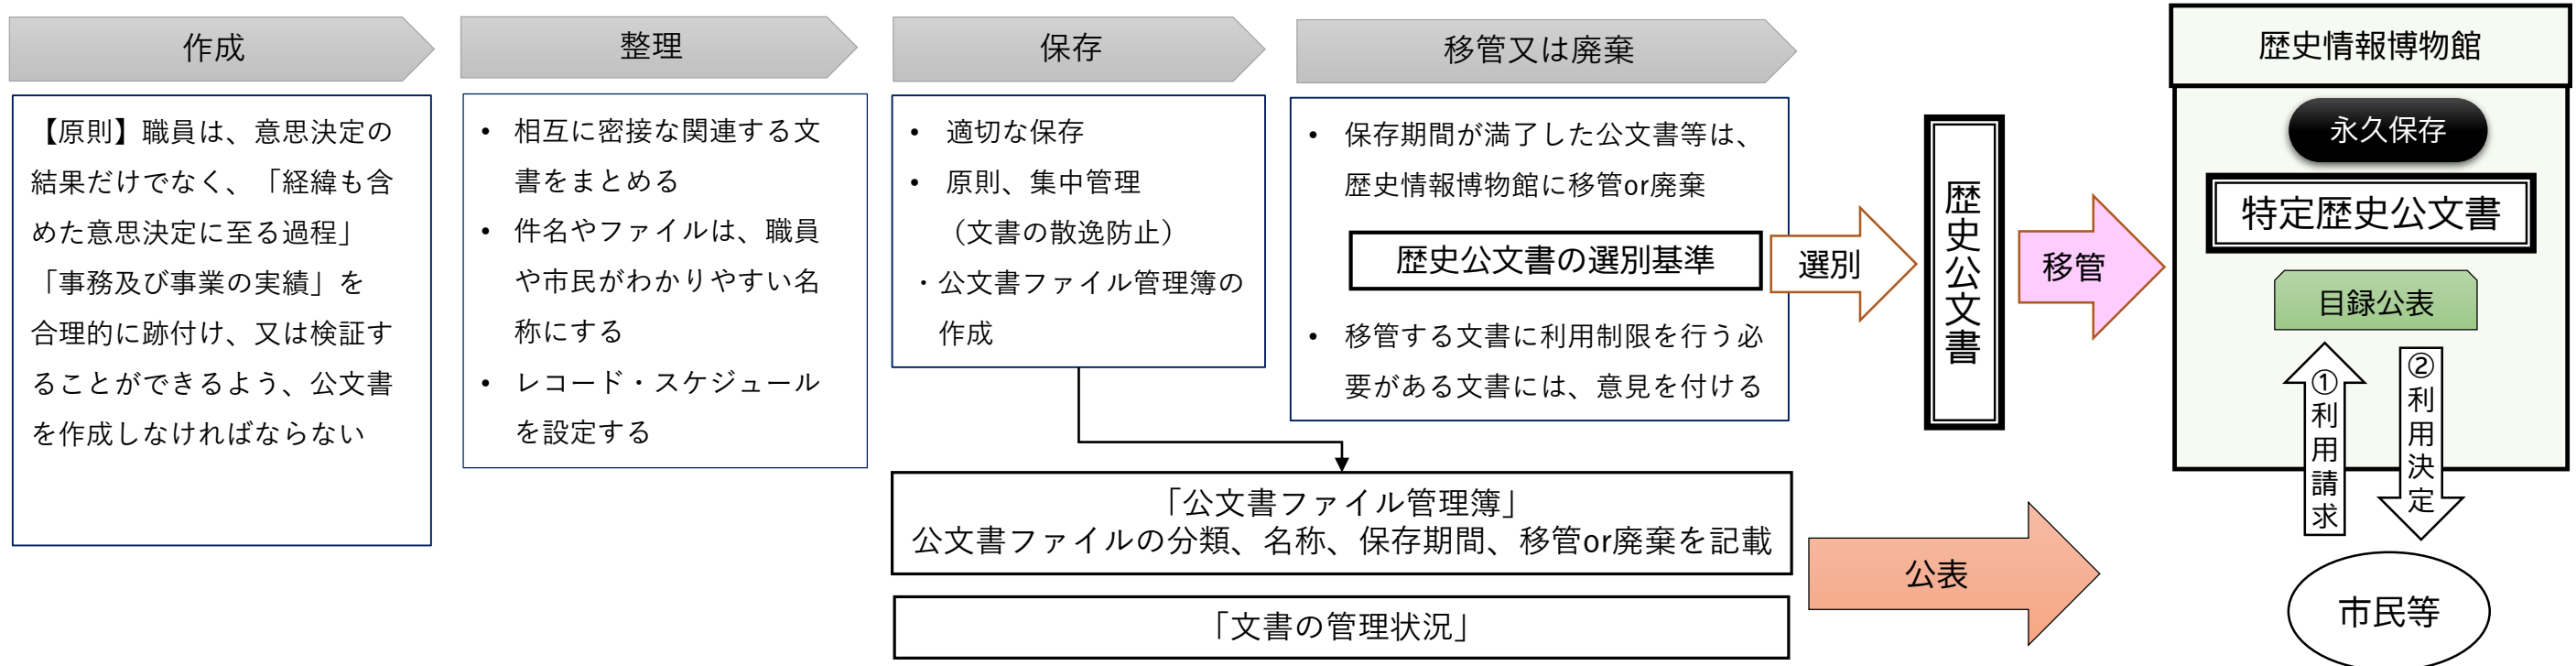 作成
【原則】職員は、意思決定の
結果だけでなく、「経緯も含
めた意思決定に至る過程」
「事務及び事業の実績」を
合理的に跡付け、又は検証す
ることができるよう、公文書
を作成しなければならない
整理
• 相互に密接な関連する文
書をまとめる
• 件名やファイルは、職員
や市民がわかりやすい名
称にする
• レコード・スケジュール
を設定する
保存
• 適切な保存
• 原則、集中管理
（文書の散逸防止）
・公文書ファイル管理簿の
作成
移管又は廃棄
• 保存期間が満了した公文書等は、
歴史情報博物館に移管or廃棄
歴史公文書の選別基準
• 移管する文書に利用制限を行う必
要がある文書には、意見を付ける
「公文書ファイル管理簿」
公文書ファイルの分類、名称、保存期間、移管or廃棄を記載
「文書の管理状況」
選別
歴史公文書
移管
公表
歴史情報博物館
永久保存
特定歴史公文書
目録公表
①利用請求
②利用決定
市民等